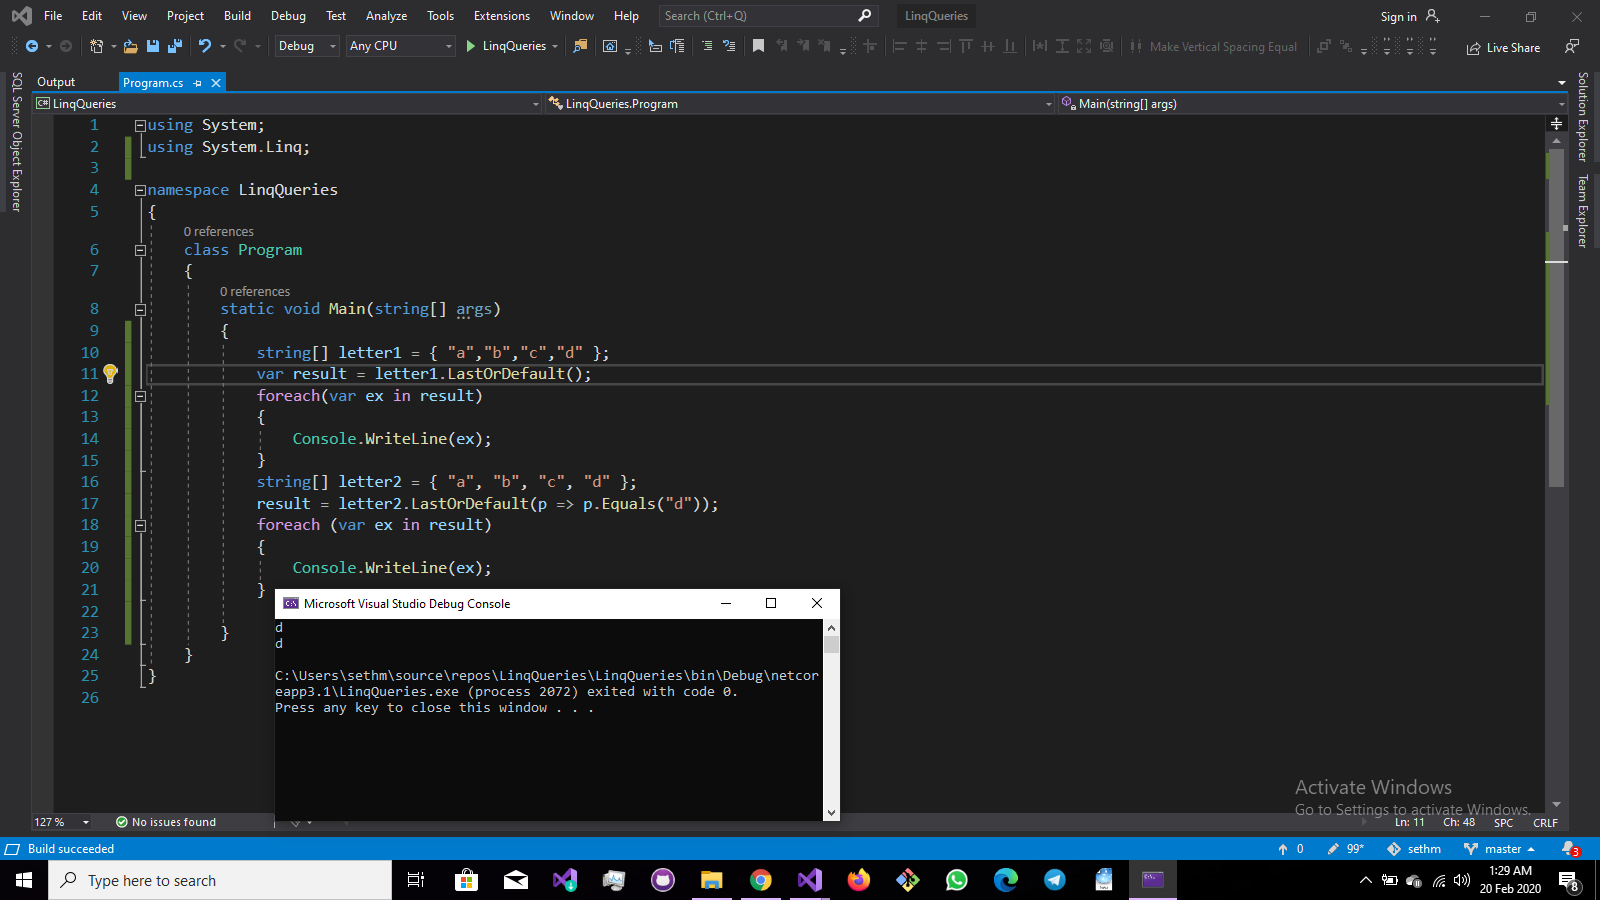 File Edit View Project Build Debug Test Analyze Tools Extensions Window Help Search (Ctrl+Q) LinqQueries Sign in
Debug Any CPU LinqQueries Make Vertical Spacing Equal Live Share
SQL Server Object Explorer
Output Program.cs
C# LinqQueries LinqQueries.Program Main(string[] args)
Solution Explorer
Team Explorer
1 using System;
2 using System.Linq;
3
4 namespace LinqQueries
5 {
0 references
6 class Program
7 {
0 references
8 static void Main(string[] args)
9 {
10 string[] letter1 = { "a","b","c","d" };
11 var result = letter1.LastOrDefault();
12 foreach(var ex in result)
13 {
14 Console.WriteLine(ex);
15 }
16 string[] letter2 = { "a", "b", "c", "d" };
17 result = letter2.LastOrDefault(p => p.Equals("d"));
18 foreach (var ex in result)
19 {
20 Console.WriteLine(ex);
21 }
22
23 }
24 }
25 }
26
Microsoft Visual Studio Debug Console
d
d
C:\Users\sethm\source\repos\LinqQueries\LinqQueries\bin\Debug\netcor
eapp3.1\LinqQueries.exe (process 2072) exited with code 0.
Press any key to close this window . . .
Activate Windows
Go to Settings to activate Windows.
127 % No issues found Ln: 11 Ch: 48 SPC CRLF
Build succeeded 0 99* sethm master 3
Type here to search 1:29 AM
20 Feb 2020 8